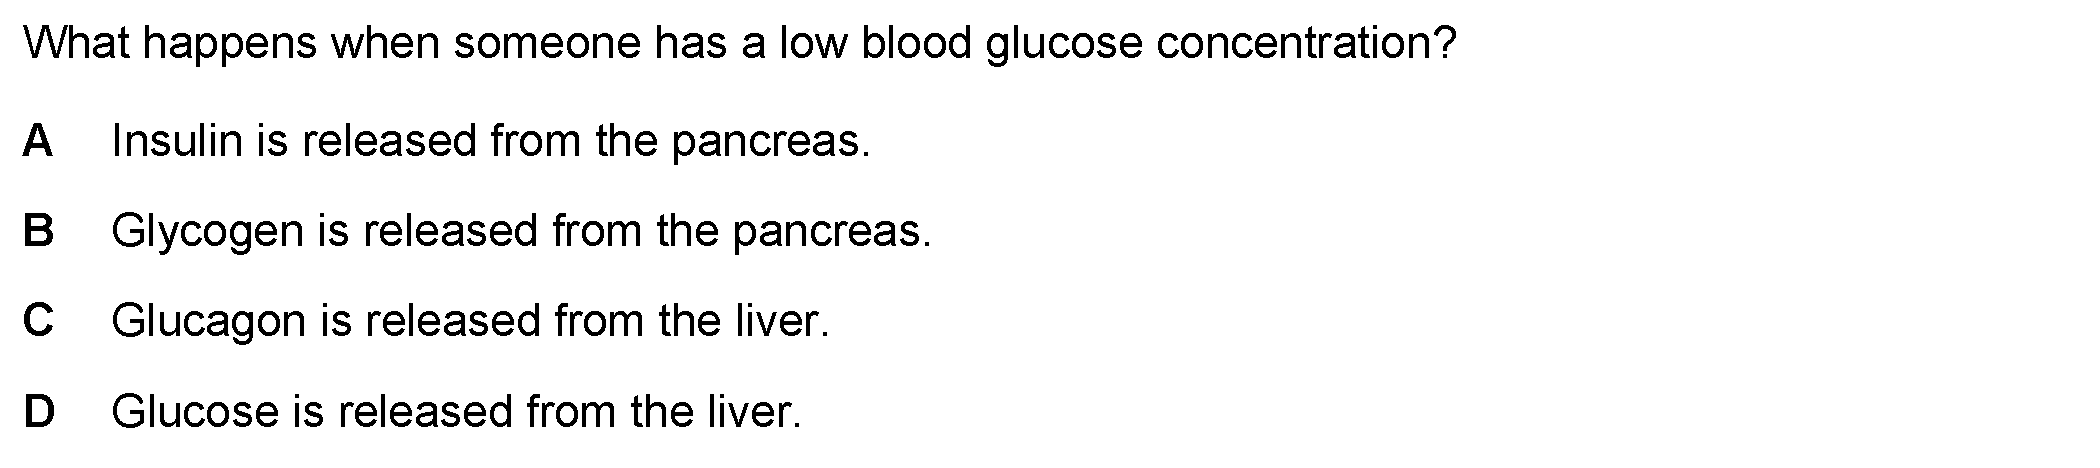 What happens when someone has a low blood glucose concentration?
A Insulin is released from the pancreas.
B Glycogen is released from the pancreas.
C Glucagon is released from the liver.
D Glucose is released from the liver.